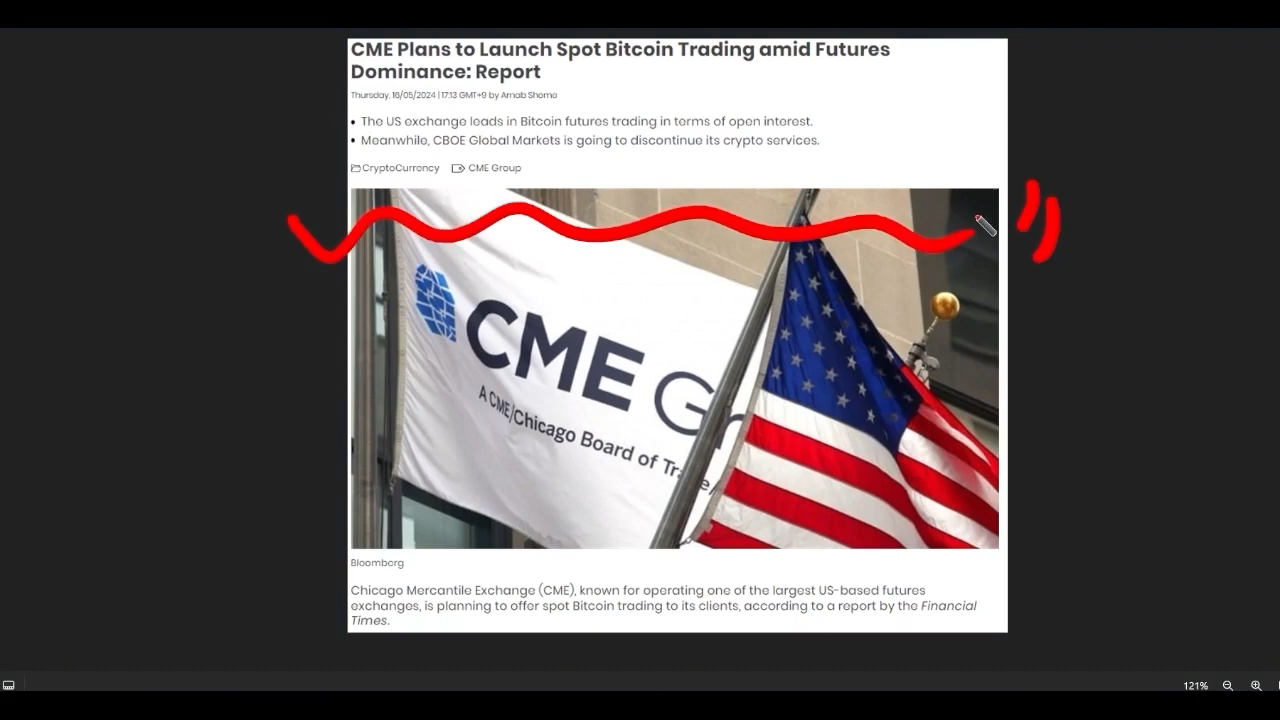 CME Plans to Launch Spot Bitcoin Trading amid Futures
Dominance: Report
Thursday, 16/05/2024 | 17:13 GMT+9 by Arnab Shome
• The US exchange leads in Bitcoin futures trading in terms of open interest.
• Meanwhile, CBOE Global Markets is going to discontinue its crypto services.
CryptoCurrency CME Group
CME Gr
A CME/Chicago Board of Tra e
Bloomberg
Chicago Mercantile Exchange (CME), known for operating one of the largest US-based futures
exchanges, is planning to offer spot Bitcoin trading to its clients, according to a report by the Financial
Times.
121%